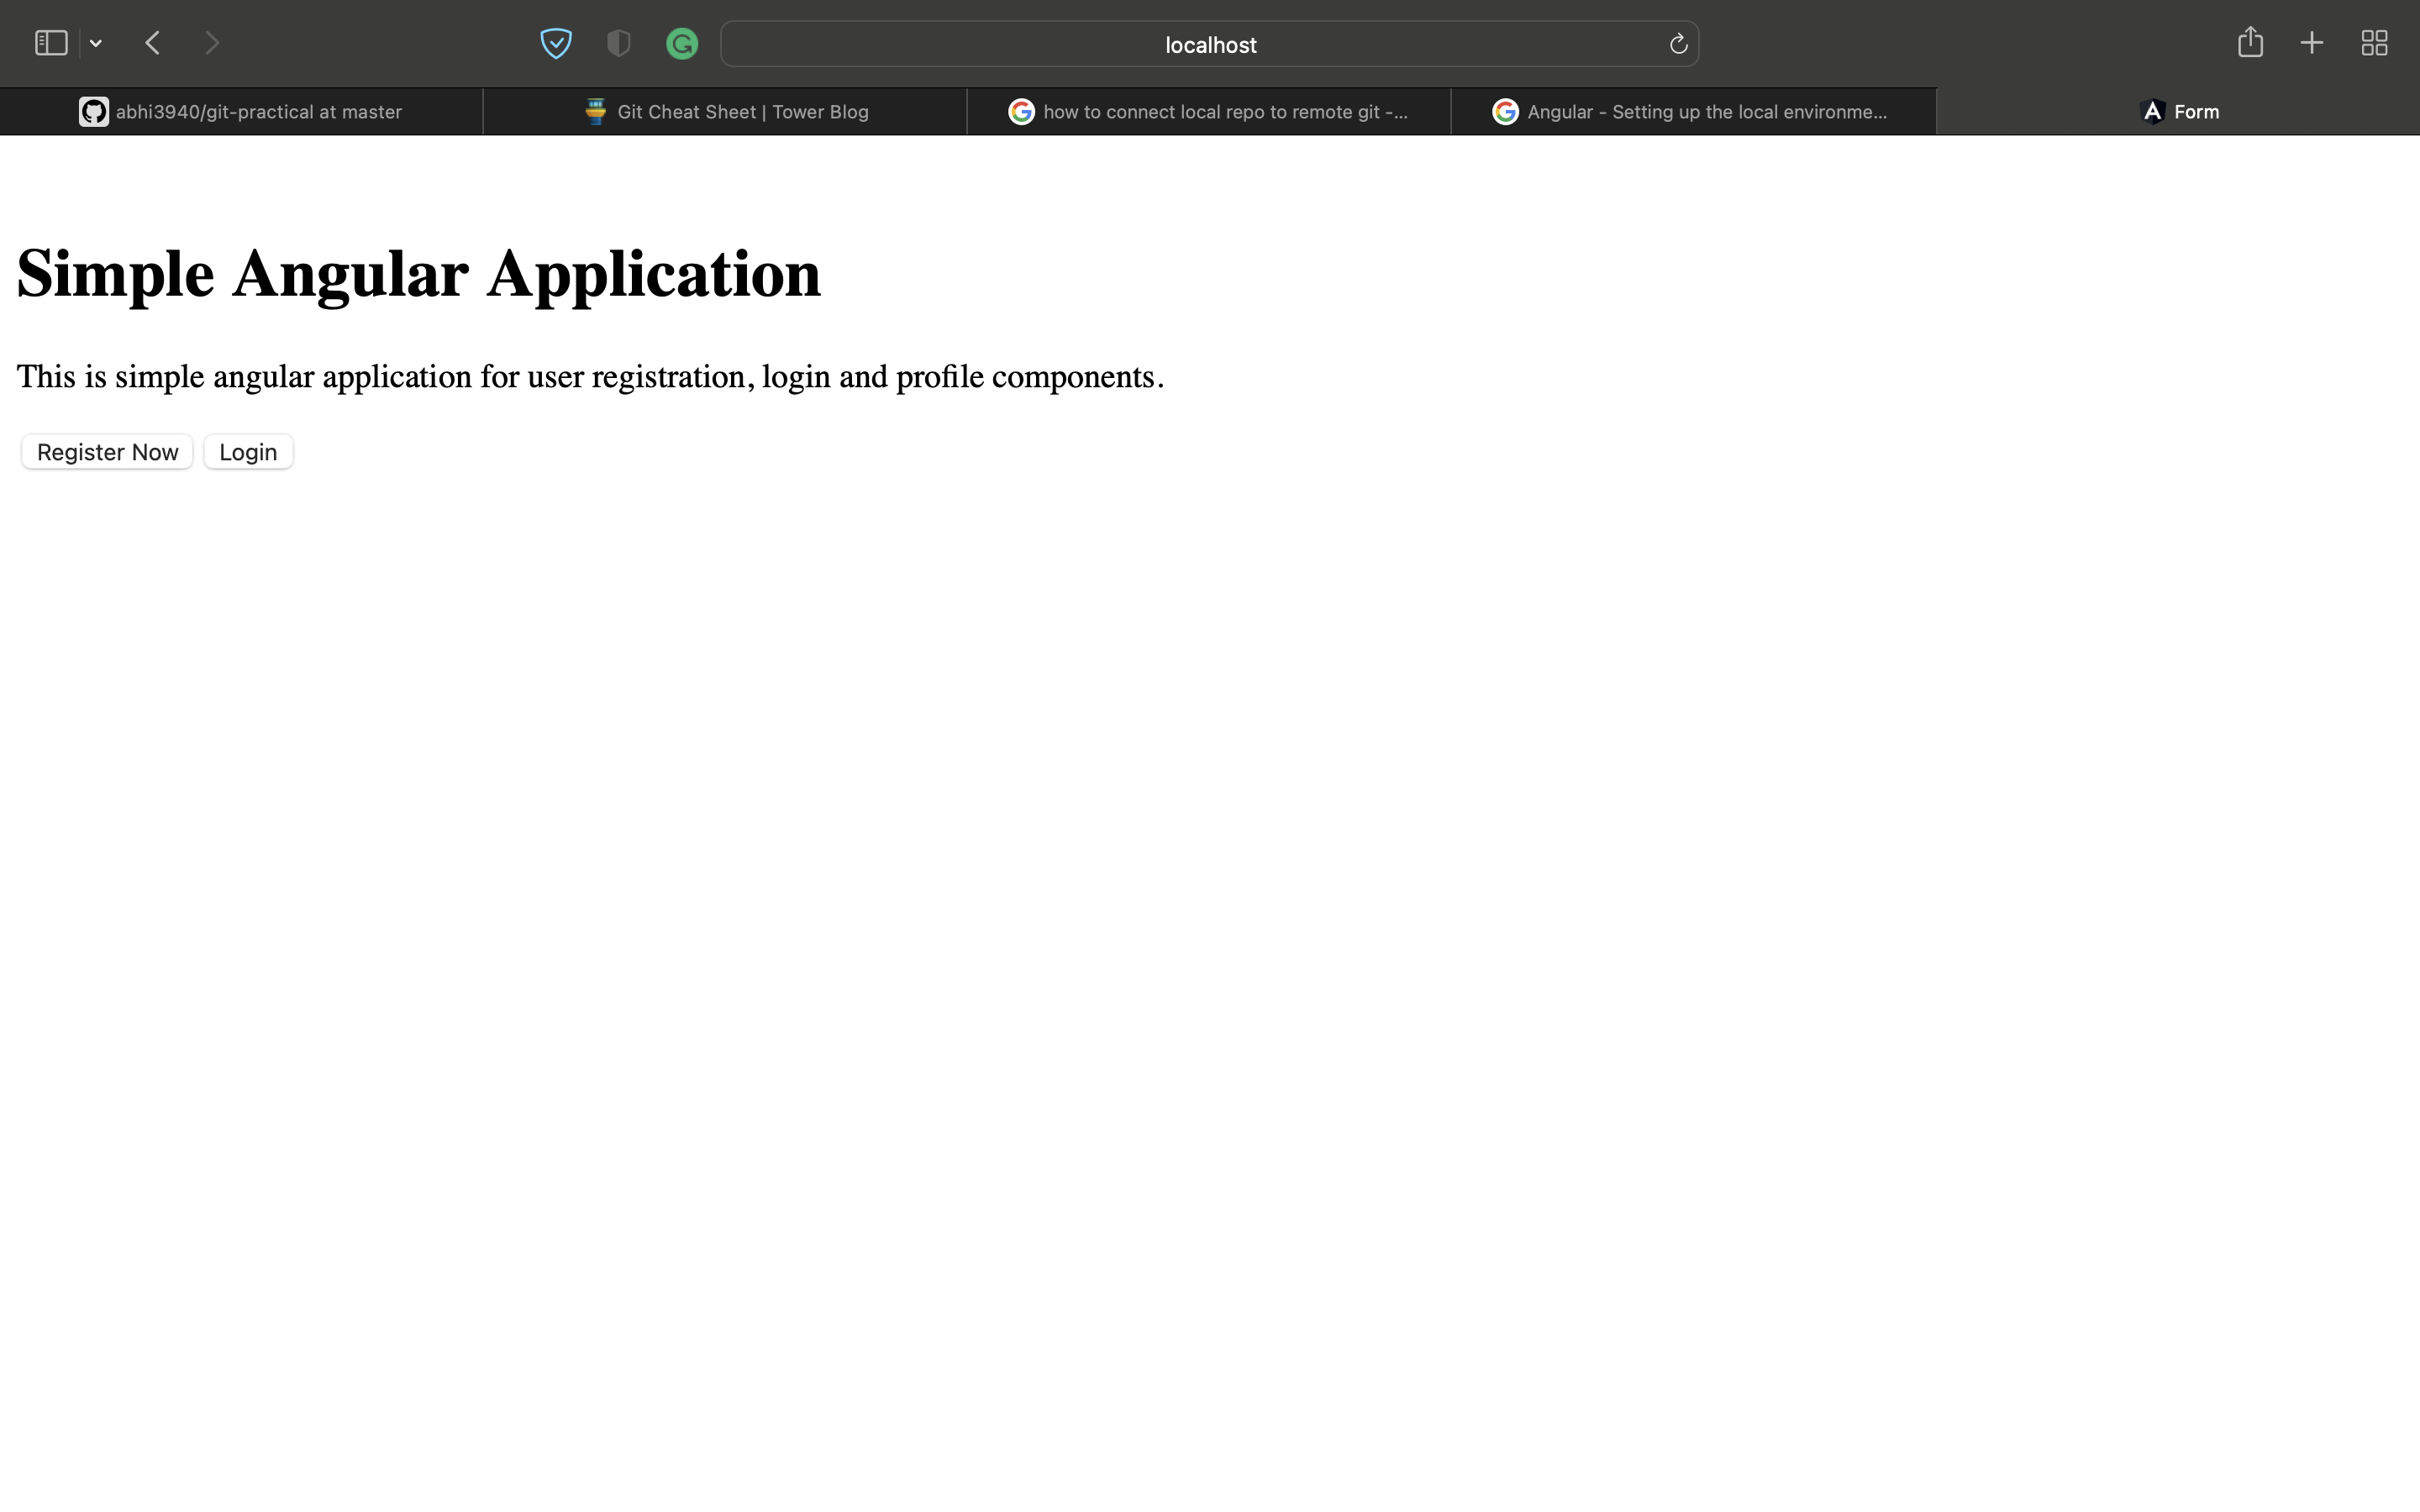 localhost
abhi3940/git-practical at master
Git Cheat Sheet | Tower Blog
how to connect local repo to remote git -...
Angular - Setting up the local environme...
Form
Simple Angular Application
This is simple angular application for user registration, login and profile components.
Register Now Login